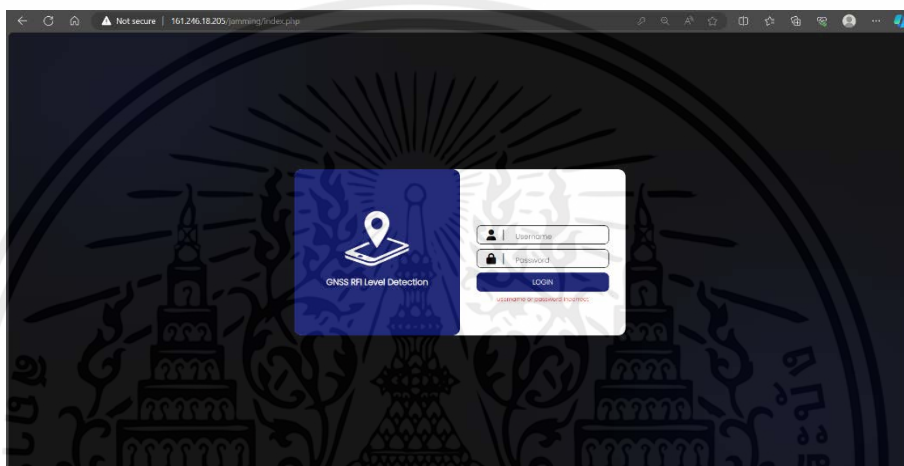 Not secure | 161.246.18.205/jamming/index.php
Username
Password
GNSS RFI Level Detection
LOGIN
username or password incorrect